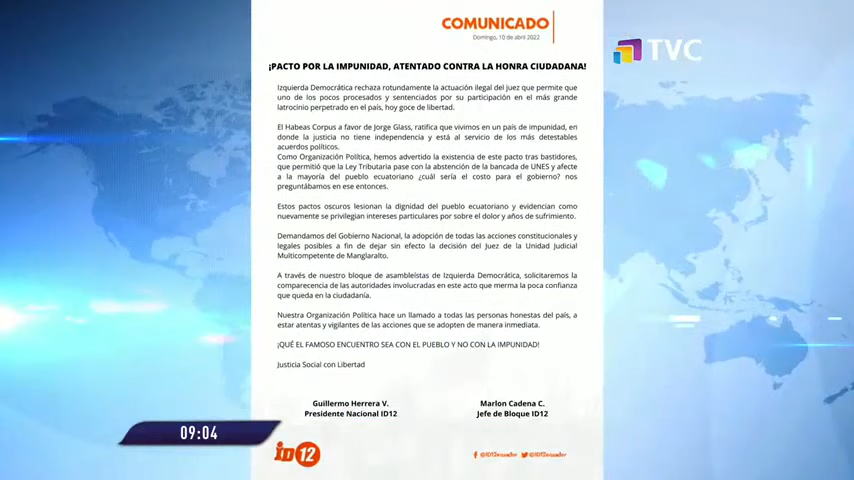 COMUNICADO
Domingo, 10 de abril 2022
TVC
¡PACTO POR LA IMPUNIDAD, ATENTADO CONTRA LA HONRA CIUDADANA!
Izquierda Democrática rechaza rotundamente la actuación ilegal del juez que permite que
uno de los pocos procesados y sentenciados por su participación en el más grande
latrocinio perpetrado en el país, hoy goce de libertad.
El Habeas Corpus a favor de Jorge Glass, ratifica que vivimos en un país de impunidad, en
donde la justicia no tiene independencia y está al servicio de los más detestables
acuerdos políticos.
Como Organización Política, hemos advertido la existencia de este pacto tras bastidores,
que permitió que la Ley Tributaria pase con la abstención de la bancada de UNES y afecte
a la mayoría del pueblo ecuatoriano ¿cuál sería el costo para el gobierno? nos
preguntábamos en ese entonces.
Estos pactos oscuros lesionan la dignidad del pueblo ecuatoriano y evidencian como
nuevamente se privilegian intereses particulares por sobre el dolor y años de sufrimiento.
Demandamos del Gobierno Nacional, la adopción de todas las acciones constitucionales y
legales posibles a fin de dejar sin efecto la decisión del Juez de la Unidad Judicial
Multicompetente de Manglaralto.
A través de nuestro bloque de asambleístas de Izquierda Democrática, solicitaremos la
comparecencia de las autoridades involucradas en este acto que merma la poca confianza
que queda en la ciudadanía.
Nuestra Organización Política hace un llamado a todas las personas honestas del país, a
estar atentas y vigilantes de las acciones que se adopten de manera inmediata.
¡QUÉ EL FAMOSO ENCUENTRO SEA CON EL PUEBLO Y NO CON LA IMPUNIDAD!
Justicia Social con Libertad
Guillermo Herrera V.
Presidente Nacional ID12
Marlon Cadena C.
Jefe de Bloque ID12
09:04
iD12
@ID12ecuador @ID12ecuador